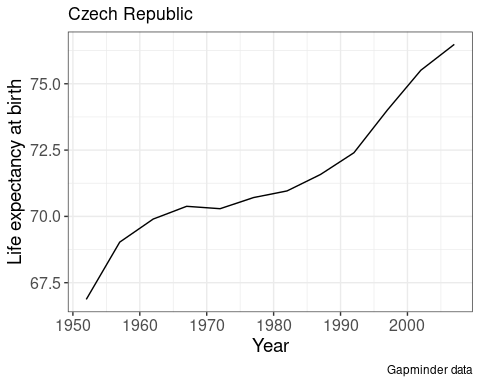 Czech Republic
Life expectancy at birth
75.0
72.5
70.0
67.5
1950 1960 1970 1980 1990 2000
Year
Gapminder data